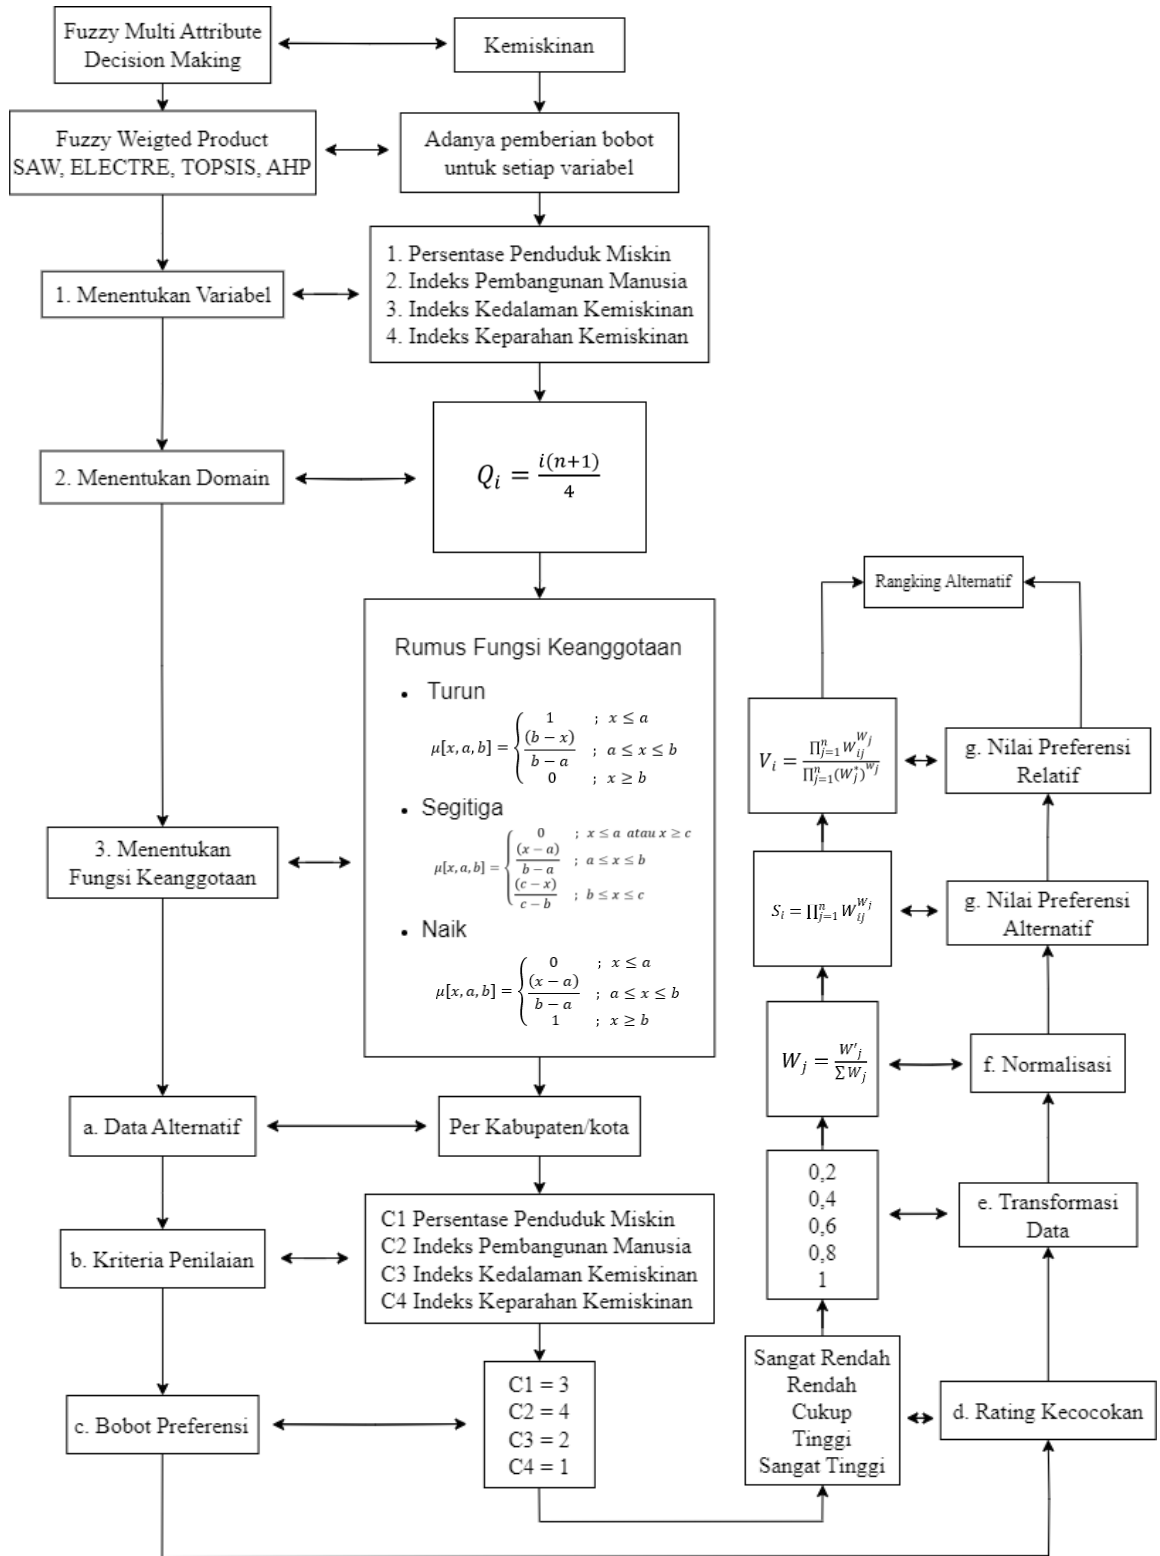 Fuzzy Multi Attribute
Decision Making
Kemiskinan
Fuzzy Weigted Product
SAW, ELECTRE, TOPSIS, AHP
Adanya pemberian bobot
untuk setiap variabel
1. Menentukan Variabel
1. Persentase Penduduk Miskin
2. Indeks Pembangunan Manusia
3. Indeks Kedalaman Kemiskinan
4. Indeks Keparahan Kemiskinan
2. Menentukan Domain
Q_i = i(n+1)/4
3. Menentukan
Fungsi Keanggotaan
Rumus Fungsi Keanggotaan
• Turun
μ[x, a, b] = {
1 ; x ≤ a
(b − x)/(b − a) ; a ≤ x ≤ b
0 ; x ≥ b
• Segitiga
μ[x, a, b] = {
0 ; x ≤ a atau x ≥ c
(x − a)/(b − a) ; a ≤ x ≤ b
(c − x)/(c − b) ; b ≤ x ≤ c
• Naik
μ[x, a, b] = {
0 ; x ≤ a
(x − a)/(b − a) ; a ≤ x ≤ b
1 ; x ≥ b
a. Data Alternatif
Per Kabupaten/kota
b. Kriteria Penilaian
C1 Persentase Penduduk Miskin
C2 Indeks Pembangunan Manusia
C3 Indeks Kedalaman Kemiskinan
C4 Indeks Keparahan Kemiskinan
c. Bobot Preferensi
C1 = 3
C2 = 4
C3 = 2
C4 = 1
Rangking Alternatif
V_i = ∏_{j=1}^{n} W_{ij}^{W_j} / ∏_{j=1}^{n} (W_j^*)^{w_j}
g. Nilai Preferensi
Relatif
S_i = ∏_{j=1}^{n} W_{ij}^{W_j}
g. Nilai Preferensi
Alternatif
W_j = W'_j / ∑ W_j
f. Normalisasi
0,2
0,4
0,6
0,8
1
e. Transformasi
Data
Sangat Rendah
Rendah
Cukup
Tinggi
Sangat Tinggi
d. Rating Kecocokan